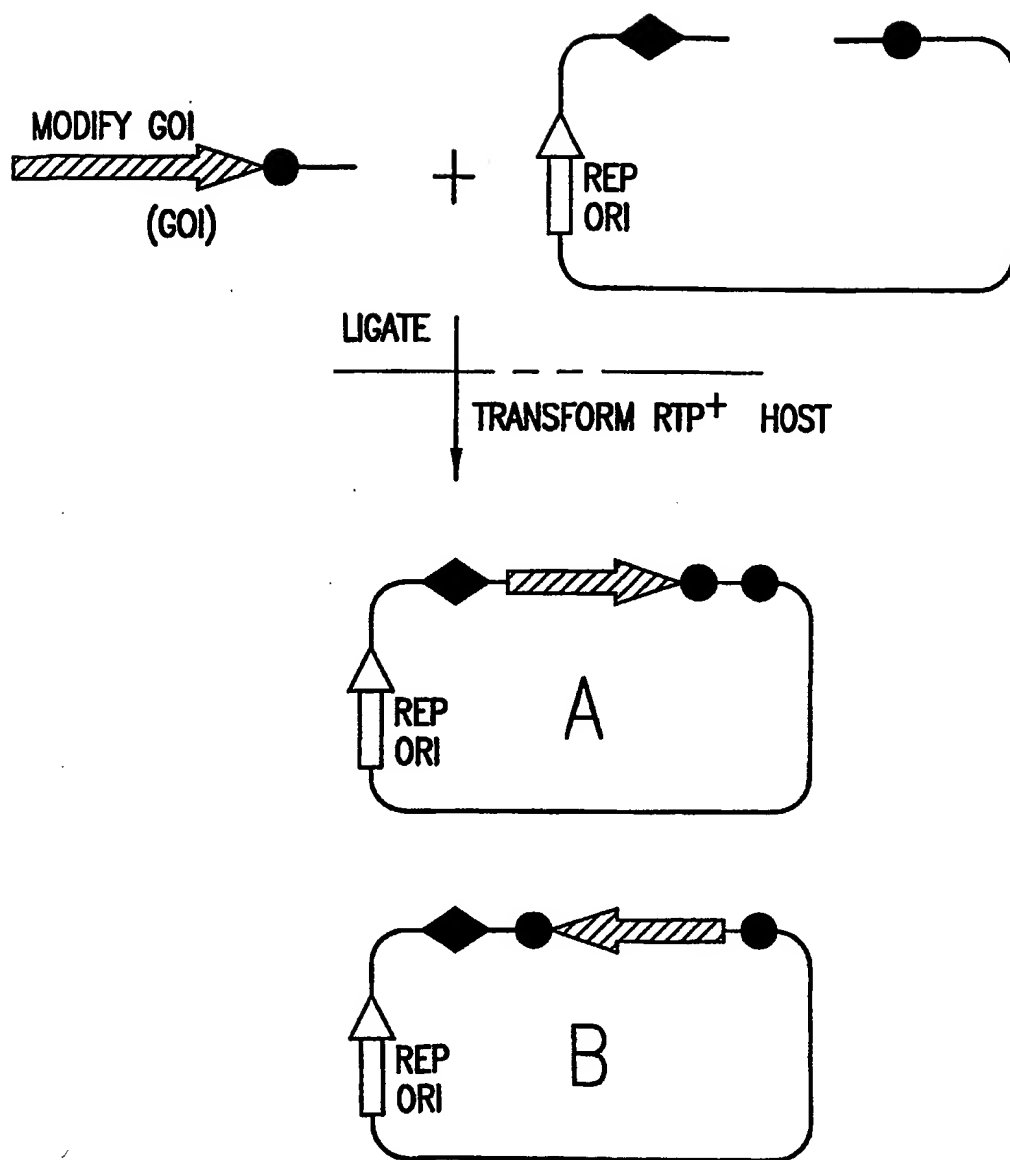 MODIFY GOI
(GOI)
+
REP
ORI
LIGATE
TRANSFORM RTP+ HOST
REP
ORI
A
REP
ORI
B